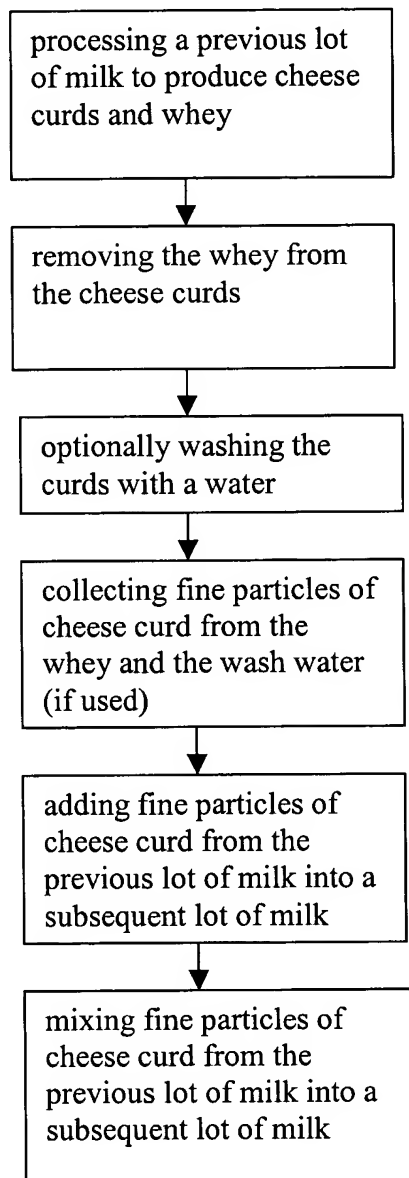 processing a previous lot
of milk to produce cheese
curds and whey
removing the whey from
the cheese curds
optionally washing the
curds with a water
collecting fine particles of
cheese curd from the
whey and the wash water
(if used)
adding fine particles of
cheese curd from the
previous lot of milk into a
subsequent lot of milk
mixing fine particles of
cheese curd from the
previous lot of milk into a
subsequent lot of milk